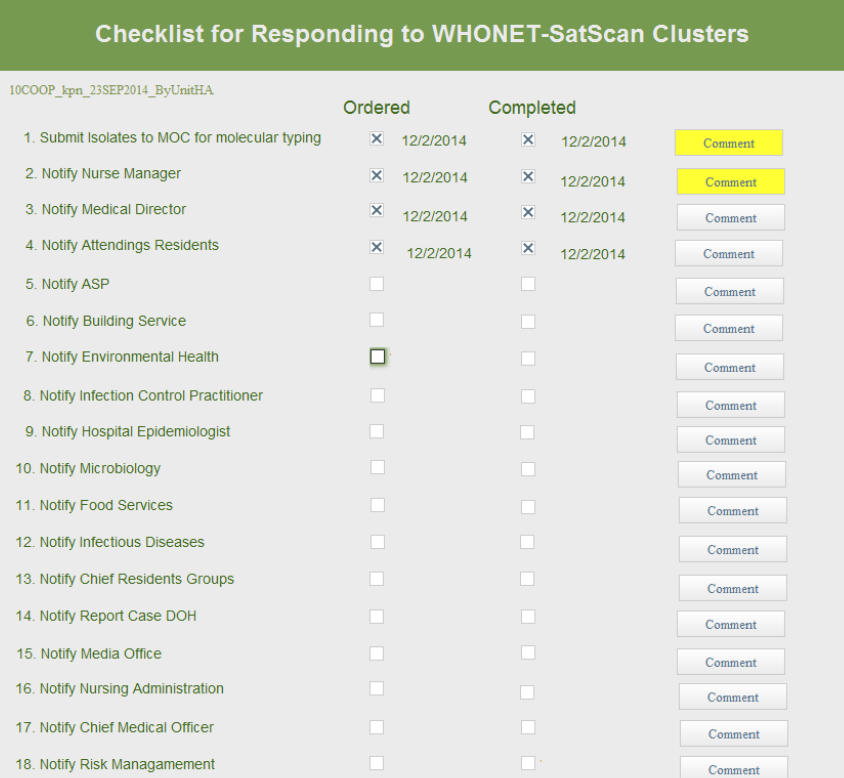 Checklist for Responding to WHONET-SatScan Clusters
10COOP_kpn_23SEP2014_ByUnitHA
Ordered Completed
1. Submit Isolates to MOC for molecular typing 12/2/2014 12/2/2014 Comment
2. Notify Nurse Manager 12/2/2014 12/2/2014 Comment
3. Notify Medical Director 12/2/2014 12/2/2014 Comment
4. Notify Attendings Residents 12/2/2014 12/2/2014 Comment
5. Notify ASP Comment
6. Notify Building Service Comment
7. Notify Environmental Health Comment
8. Notify Infection Control Practitioner Comment
9. Notify Hospital Epidemiologist Comment
10. Notify Microbiology Comment
11. Notify Food Services Comment
12. Notify Infectious Diseases Comment
13. Notify Chief Residents Groups Comment
14. Notify Report Case DOH Comment
15. Notify Media Office Comment
16. Notify Nursing Administration Comment
17. Notify Chief Medical Officer Comment
18. Notify Risk Managamement Comment